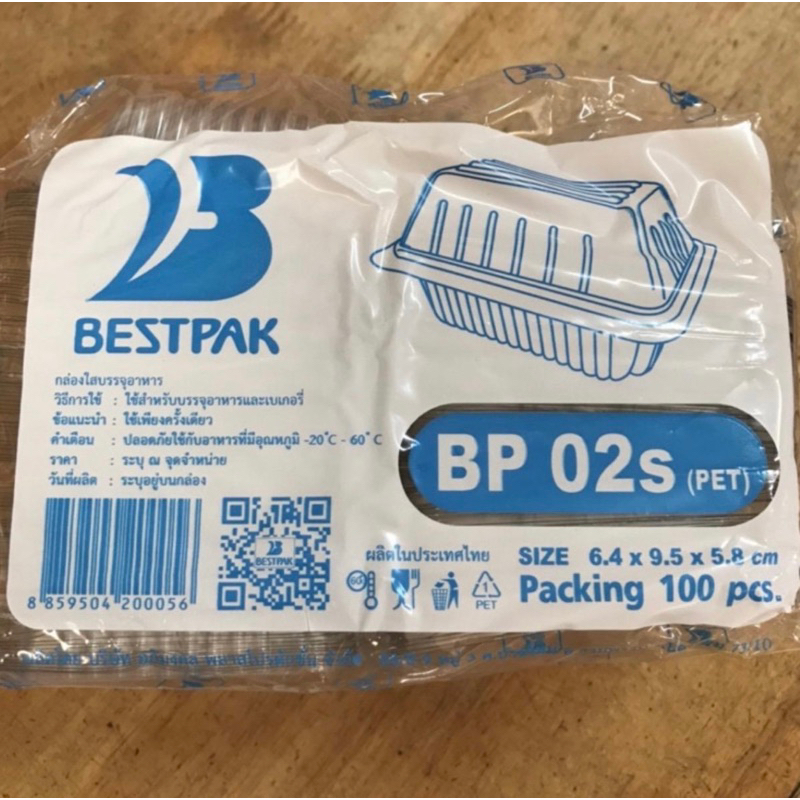 BESTPAK
กล่องใสบรรจุอาหาร
วิธีการใช้ : ใช้สำหรับบรรจุอาหารและเบเกอรี่
ข้อแนะนำ : ใช้เพียงครั้งเดียว
คำเตือน : ปลอดภัยใช้กับอาหารที่มีอุณหภูมิ -20°C - 60°C
ราคา : ระบุ ณ จุดจำหน่าย
วันที่ผลิต : ระบุอยู่บนกล่อง
8 859504 200056
BESTPAK
BP 02s (PET)
ผลิตในประเทศไทย
SIZE 6.4 x 9.5 x 5.8 cm
Packing 100 pcs.
60
1
PET